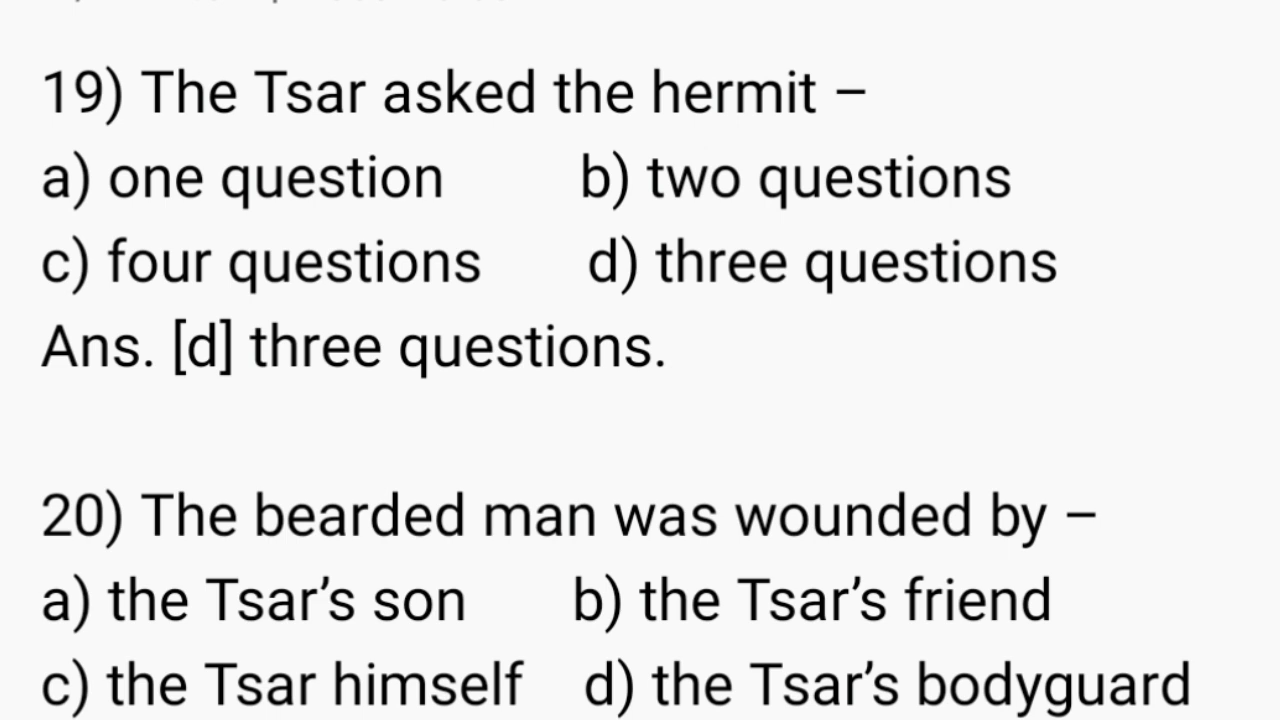 19) The Tsar asked the hermit –
a) one question b) two questions
c) four questions d) three questions
Ans. [d] three questions.
20) The bearded man was wounded by –
a) the Tsar’s son b) the Tsar’s friend
c) the Tsar himself d) the Tsar’s bodyguard